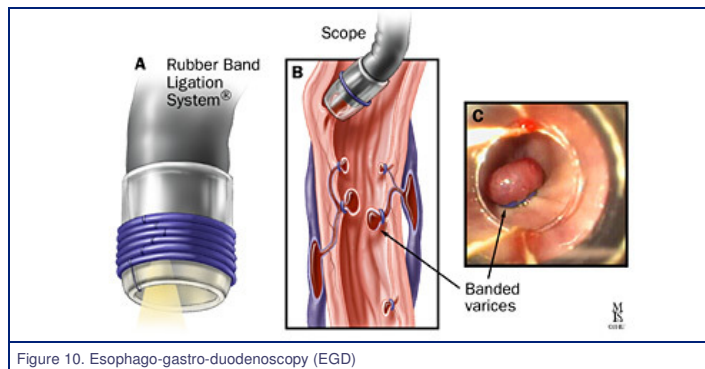 Scope
A
Rubber Band
Ligation
System®
B
C
Banded
varices
Figure 10. Esophago-gastro-duodenoscopy (EGD)